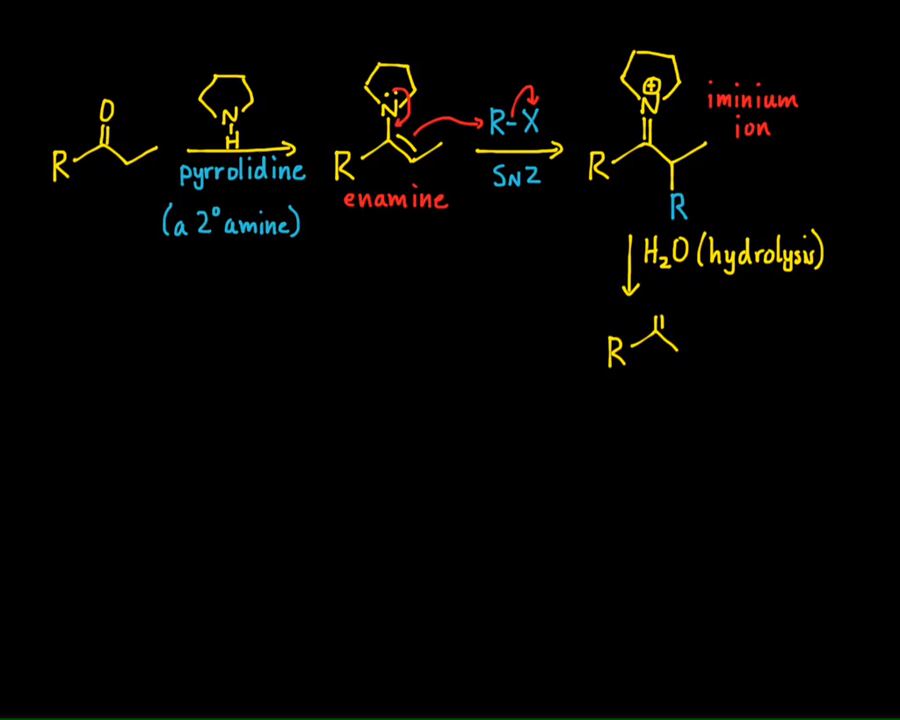 O
R
N
H
pyrrolidine
(a 2° amine)
N
R
enamine
R-X
SN2
⊕
N
R
R
iminium
ion
H₂O (hydrolysis)
R